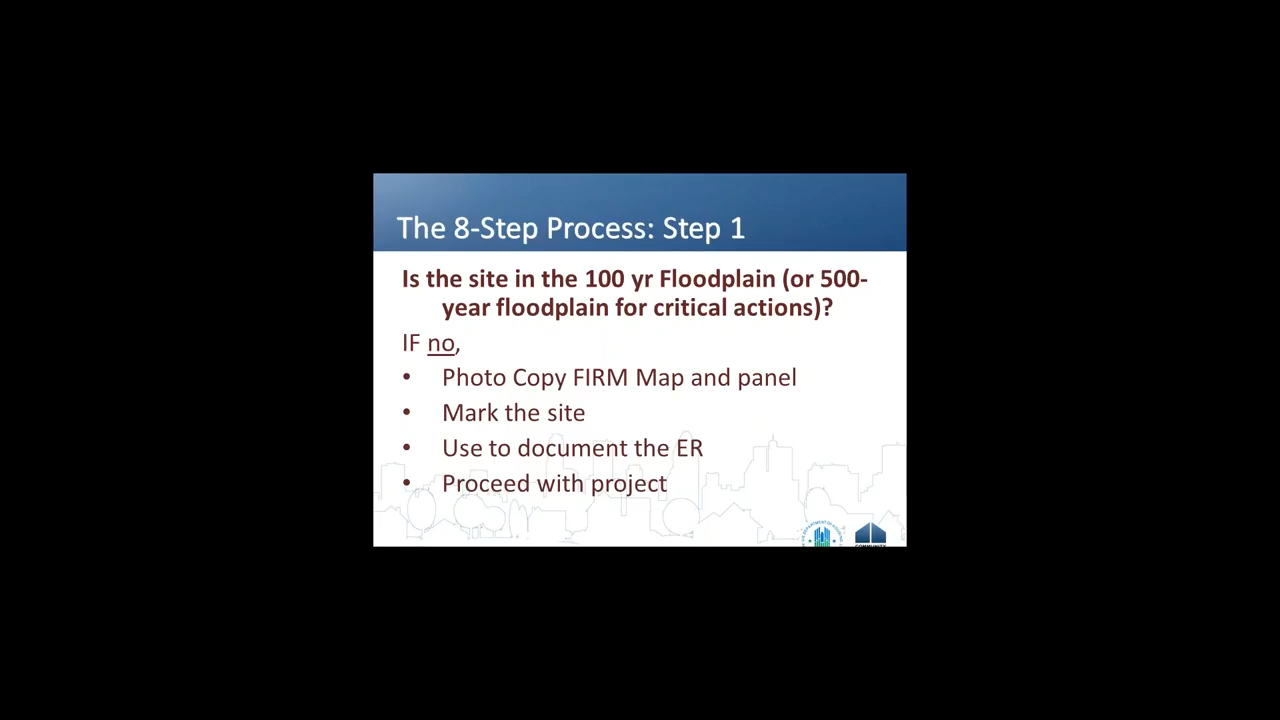 The 8-Step Process: Step 1
Is the site in the 100 yr Floodplain (or 500-
year floodplain for critical actions)?
IF no,
• Photo Copy FIRM Map and panel
• Mark the site
• Use to document the ER
• Proceed with project
COMMUNITY